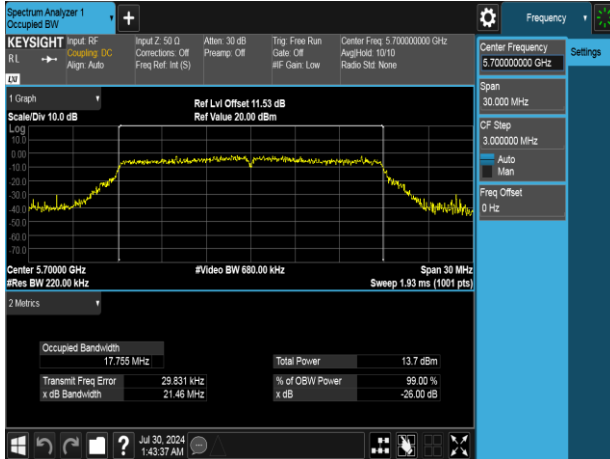 Spectrum Analyzer 1
Occupied BW
+
Frequency
KEYSIGHT
Input: RF
Coupling: DC
Align: Auto
Input Z: 50 Ω
Corrections: Off
Freq Ref: Int (S)
Atten: 30 dB
Preamp: Off
Trig: Free Run
Gate: Off
#IF Gain: Low
Center Freq: 5.700000000 GHz
Avg|Hold: 10/10
Radio Std: None
RL
LXI
Center Frequency
5.700000000 GHz
Settings
Span
30.000 MHz
CF Step
3.000000 MHz
Auto
Man
Freq Offset
0 Hz
1 Graph
Scale/Div 10.0 dB
Ref Lvl Offset 11.53 dB
Ref Value 20.00 dBm
Log
10.0
0.00
-10.0
-20.0
-30.0
-40.0
-50.0
-60.0
-70.0
Center 5.70000 GHz
#Video BW 680.00 kHz
Span 30 MHz
#Res BW 220.00 kHz
Sweep 1.93 ms (1001 pts)
2 Metrics
Occupied Bandwidth
17.755 MHz
Total Power 13.7 dBm
Transmit Freq Error 29.831 kHz
% of OBW Power 99.00 %
x dB Bandwidth 21.46 MHz
x dB -26.00 dB
?
Jul 30, 2024
1:43:37 AM